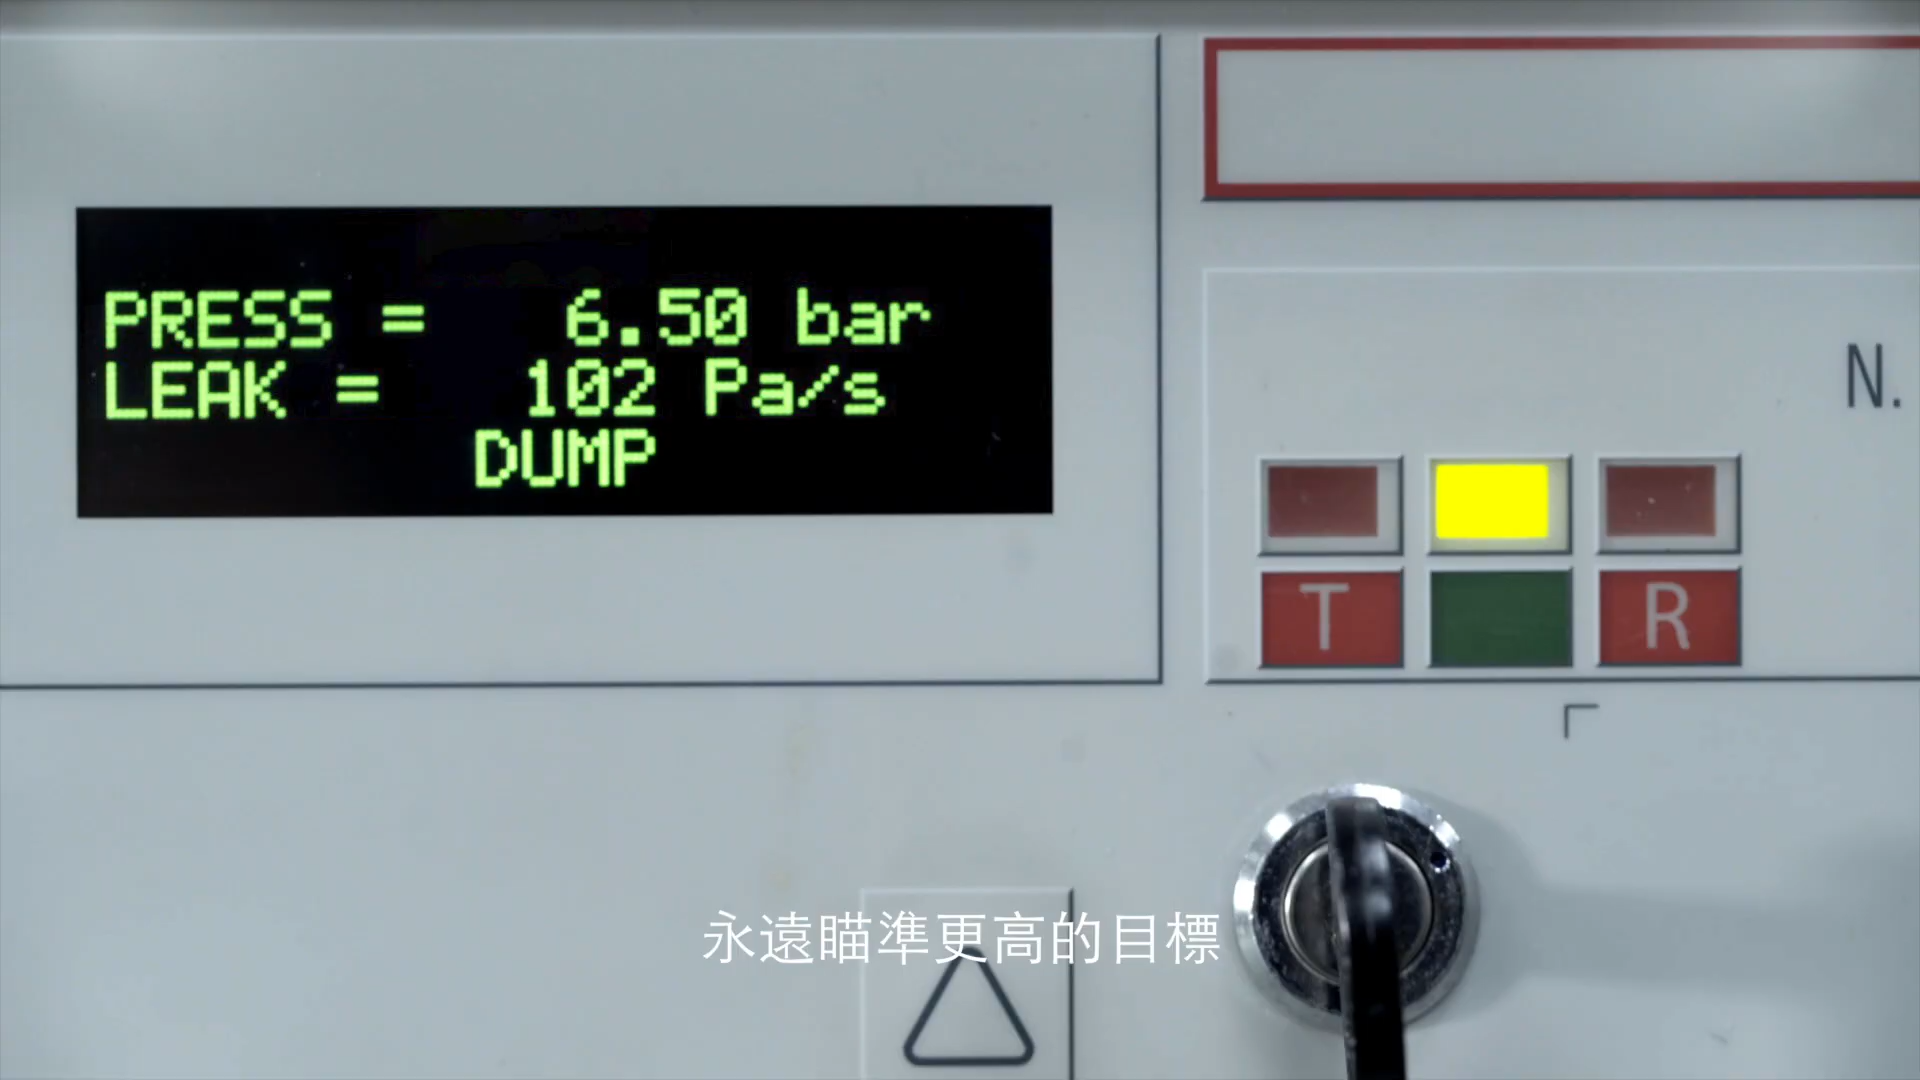 PRESS = 6.50 bar
LEAK = 102 Pa/s
DUMP
N.
T
R
永遠瞄準更高的目標